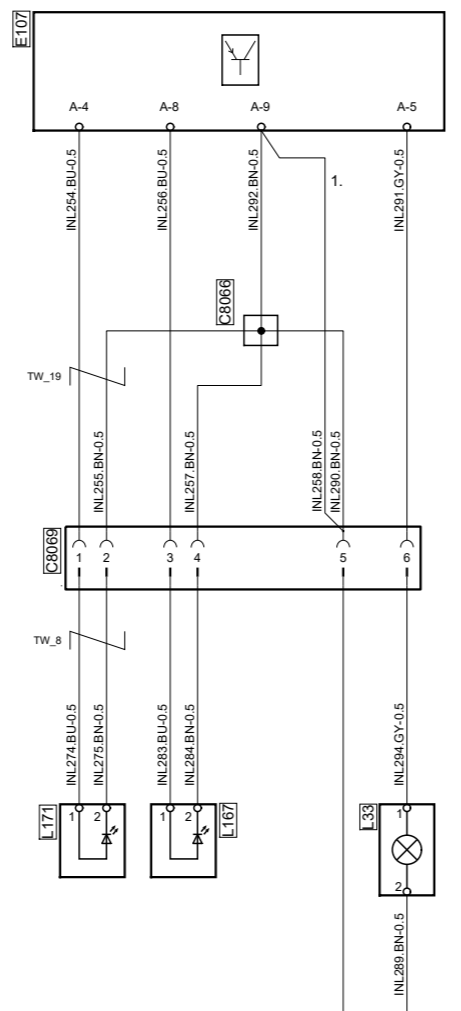 E107
A-4
A-8
A-9
A-5
INL254.BU-0.5
INL256.BU-0.5
INL292.BN-0.5
1.
INL291.GY-0.5
C8066
TW_19
INL255.BN-0.5
INL257.BN-0.5
INL258.BN-0.5
INL290.BN-0.5
C8069
1
2
3
4
5
6
TW_8
INL274.BU-0.5
INL275.BN-0.5
INL283.BU-0.5
INL284.BN-0.5
INL294.GY-0.5
L171
1
2
L167
1
2
L33
1
2
INL289.BN-0.5